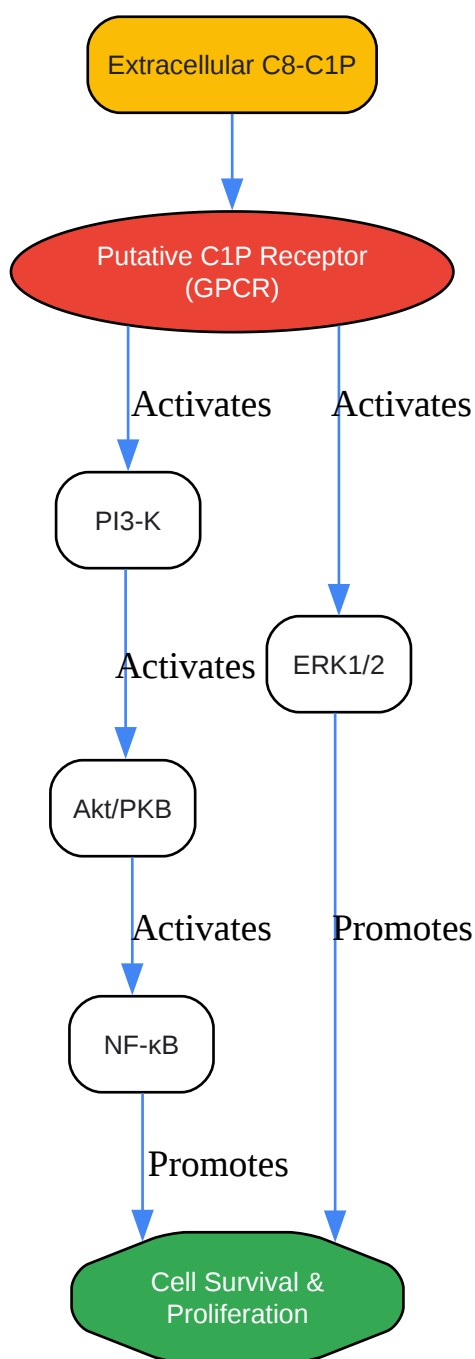 Extracellular C8-C1P
Putative C1P Receptor
(GPCR)
Activates
Activates
PI3-K
Activates
ERK1/2
Akt/PKB
Activates
Promotes
NF-κB
Promotes
Cell Survival &
Proliferation